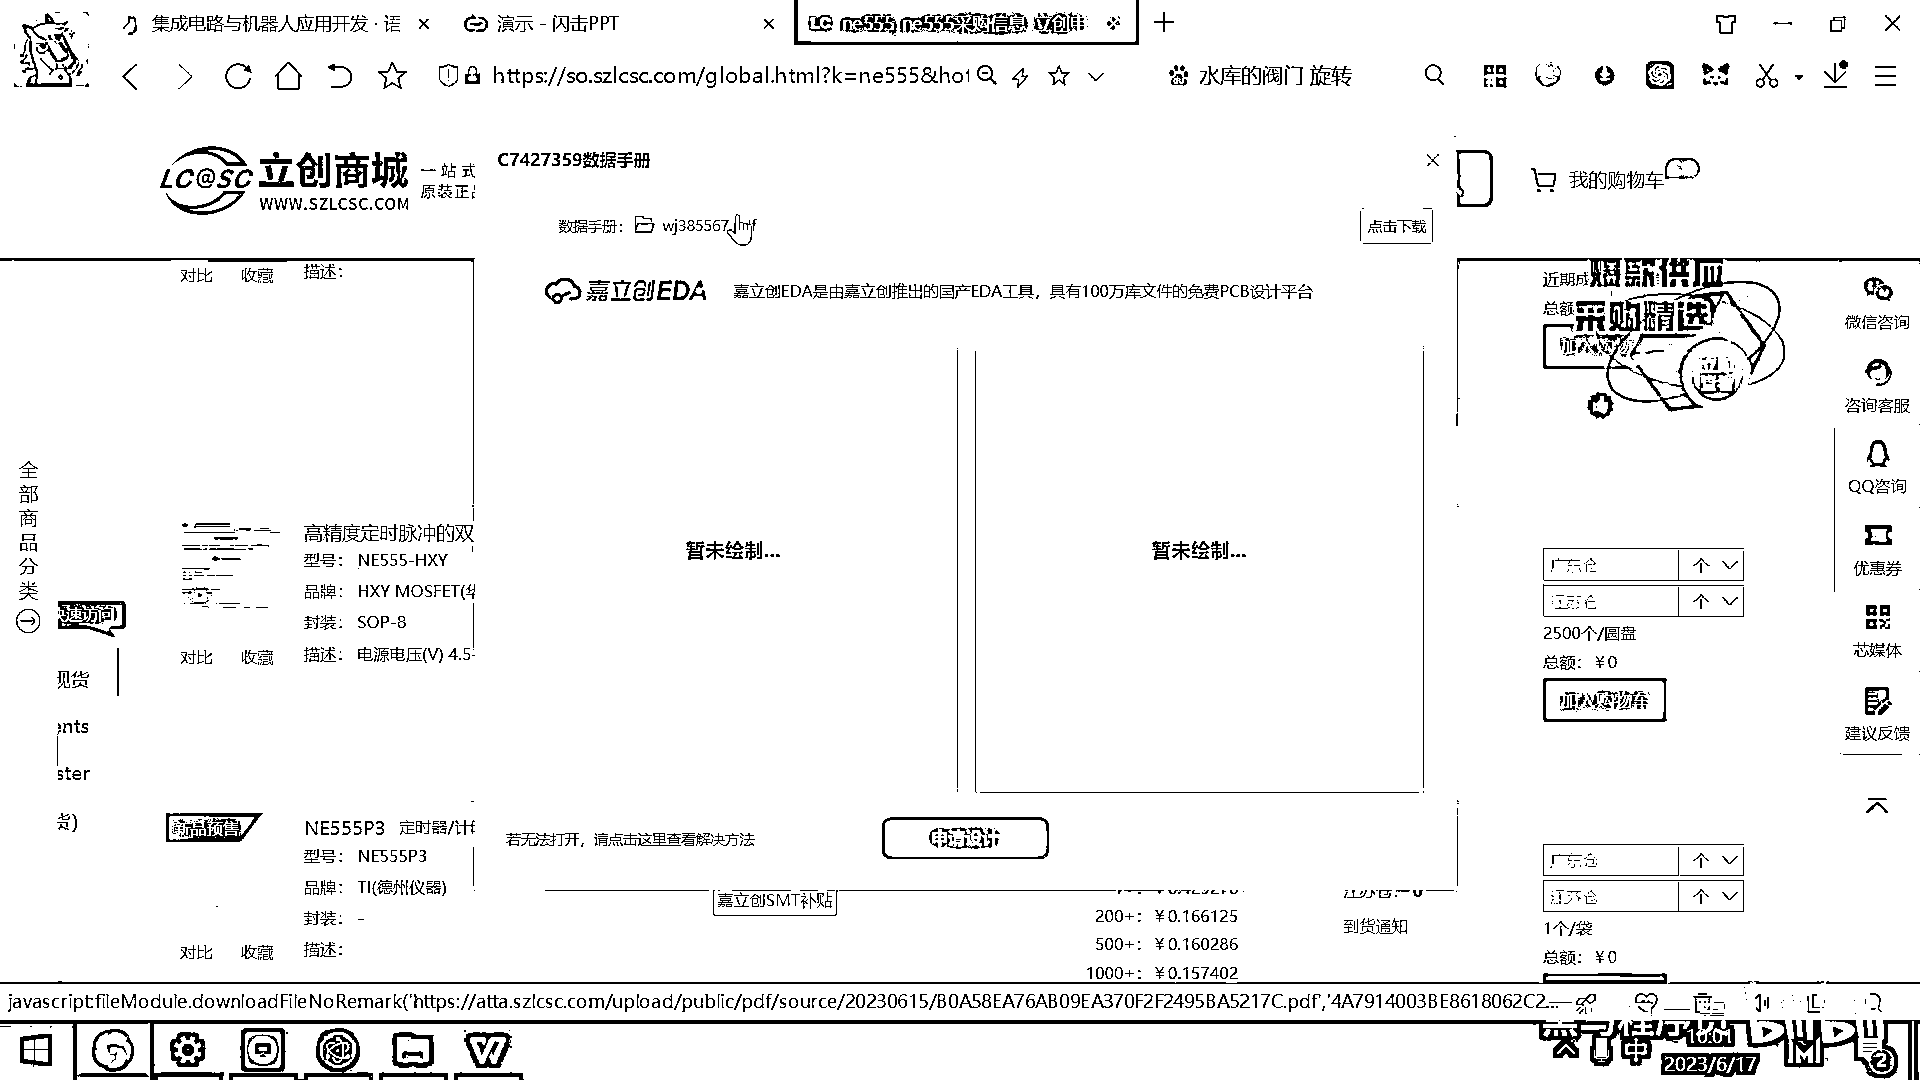 集成电路与机器人应用开发 · 语
演示 - 闪击PPT
LC ne555 ne555采购信息
https://so.szlcsc.com/global.html?k=ne555&hot
水库的阀门 旋转
LC@SC 立创商城
WWW.SZLCSC.COM
一站式
原装正品
C7427359数据手册
我的购物车
数据手册：
wj385567
点击下载
对比 收藏 描述：
嘉立创EDA
嘉立创EDA是由嘉立创推出的国产EDA工具，具有100万库文件的免费PCB设计平台
近期成
总额
采购精选
微信咨询
咨询客服
QQ咨询
优惠券
芯媒体
建议反馈
全部商品分类
快速访问
现货
ents
ster
货)
高精度定时脉冲的双
型号： NE555-HXY
品牌： HXY MOSFET(华
封装： SOP-8
对比 收藏 描述： 电源电压(V) 4.5-
暂未绘制...
暂未绘制...
广东仓 个
江苏仓 个
2500个/圆盘
总额：￥0
加入购物车
新品预售
NE555P3 定时器/计时
型号： NE555P3
品牌： TI(德州仪器)
封装： -
对比 收藏 描述：
若无法打开，请点击这里查看解决方法
申请设计
嘉立创SMT补贴
200+：￥0.166125
500+：￥0.160286
1000+：￥0.157402
到货通知
广东仓 个
江苏仓 个
1个/袋
总额：￥0
javascript:fileModule.downloadFileNoRemark('https://atta.szlcsc.com/upload/public/pdf/source/20230615/B0A58EA76AB09EA370F2F2495BA5217C.pdf','4A7914003BE8618062C2...
中
10:01
2023/6/17
2